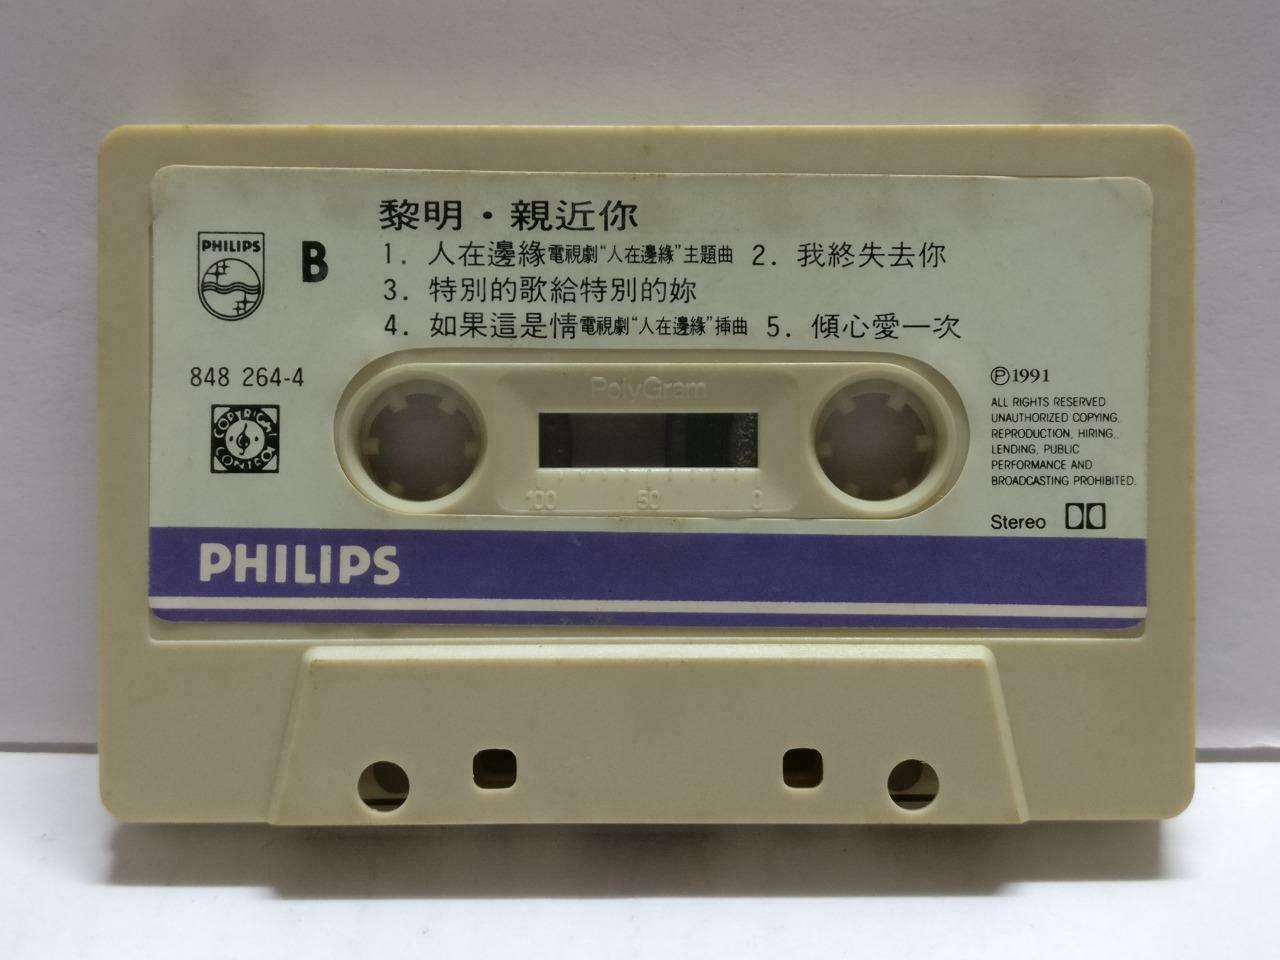 黎明・親近你
PHILIPS
B
1. 人在邊緣電視劇"人在邊緣"主題曲 2. 我終失去你
3. 特別的歌給特別的妳
4. 如果這是情電視劇"人在邊緣"插曲 5. 傾心愛一次
848 264-4
COPYRIGHT CONTROL
PolyGram
100 50 0
Ⓟ1991
ALL RIGHTS RESERVED
UNAUTHORIZED COPYING,
REPRODUCTION, HIRING,
LENDING, PUBLIC
PERFORMANCE AND
BROADCASTING PROHIBITED.
Stereo
PHILIPS